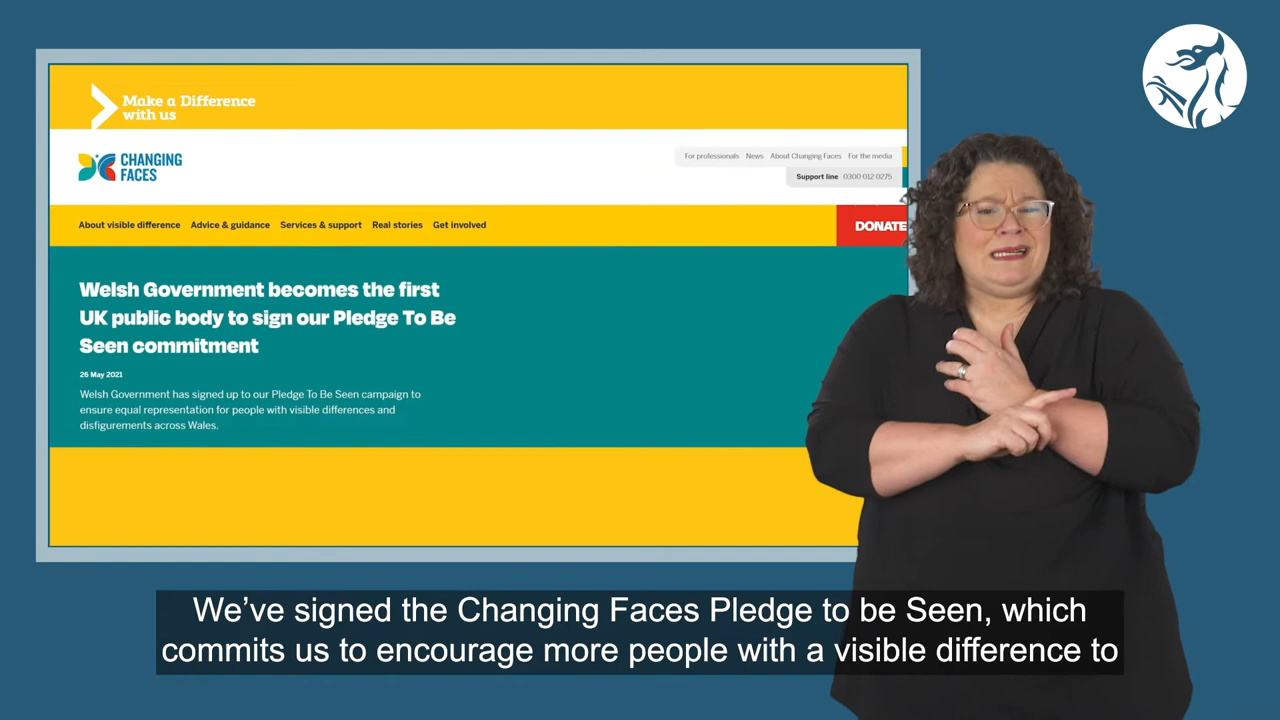 Make a Difference
with us
CHANGING
FACES
For professionals News About Changing Faces For the media
Support line 0300 012 0275
About visible difference Advice & guidance Services & support Real stories Get involved
DONATE
Welsh Government becomes the first
UK public body to sign our Pledge To Be
Seen commitment
26 May 2021
Welsh Government has signed up to our Pledge To Be Seen campaign to
ensure equal representation for people with visible differences and
disfigurements across Wales.
We’ve signed the Changing Faces Pledge to be Seen, which
commits us to encourage more people with a visible difference to